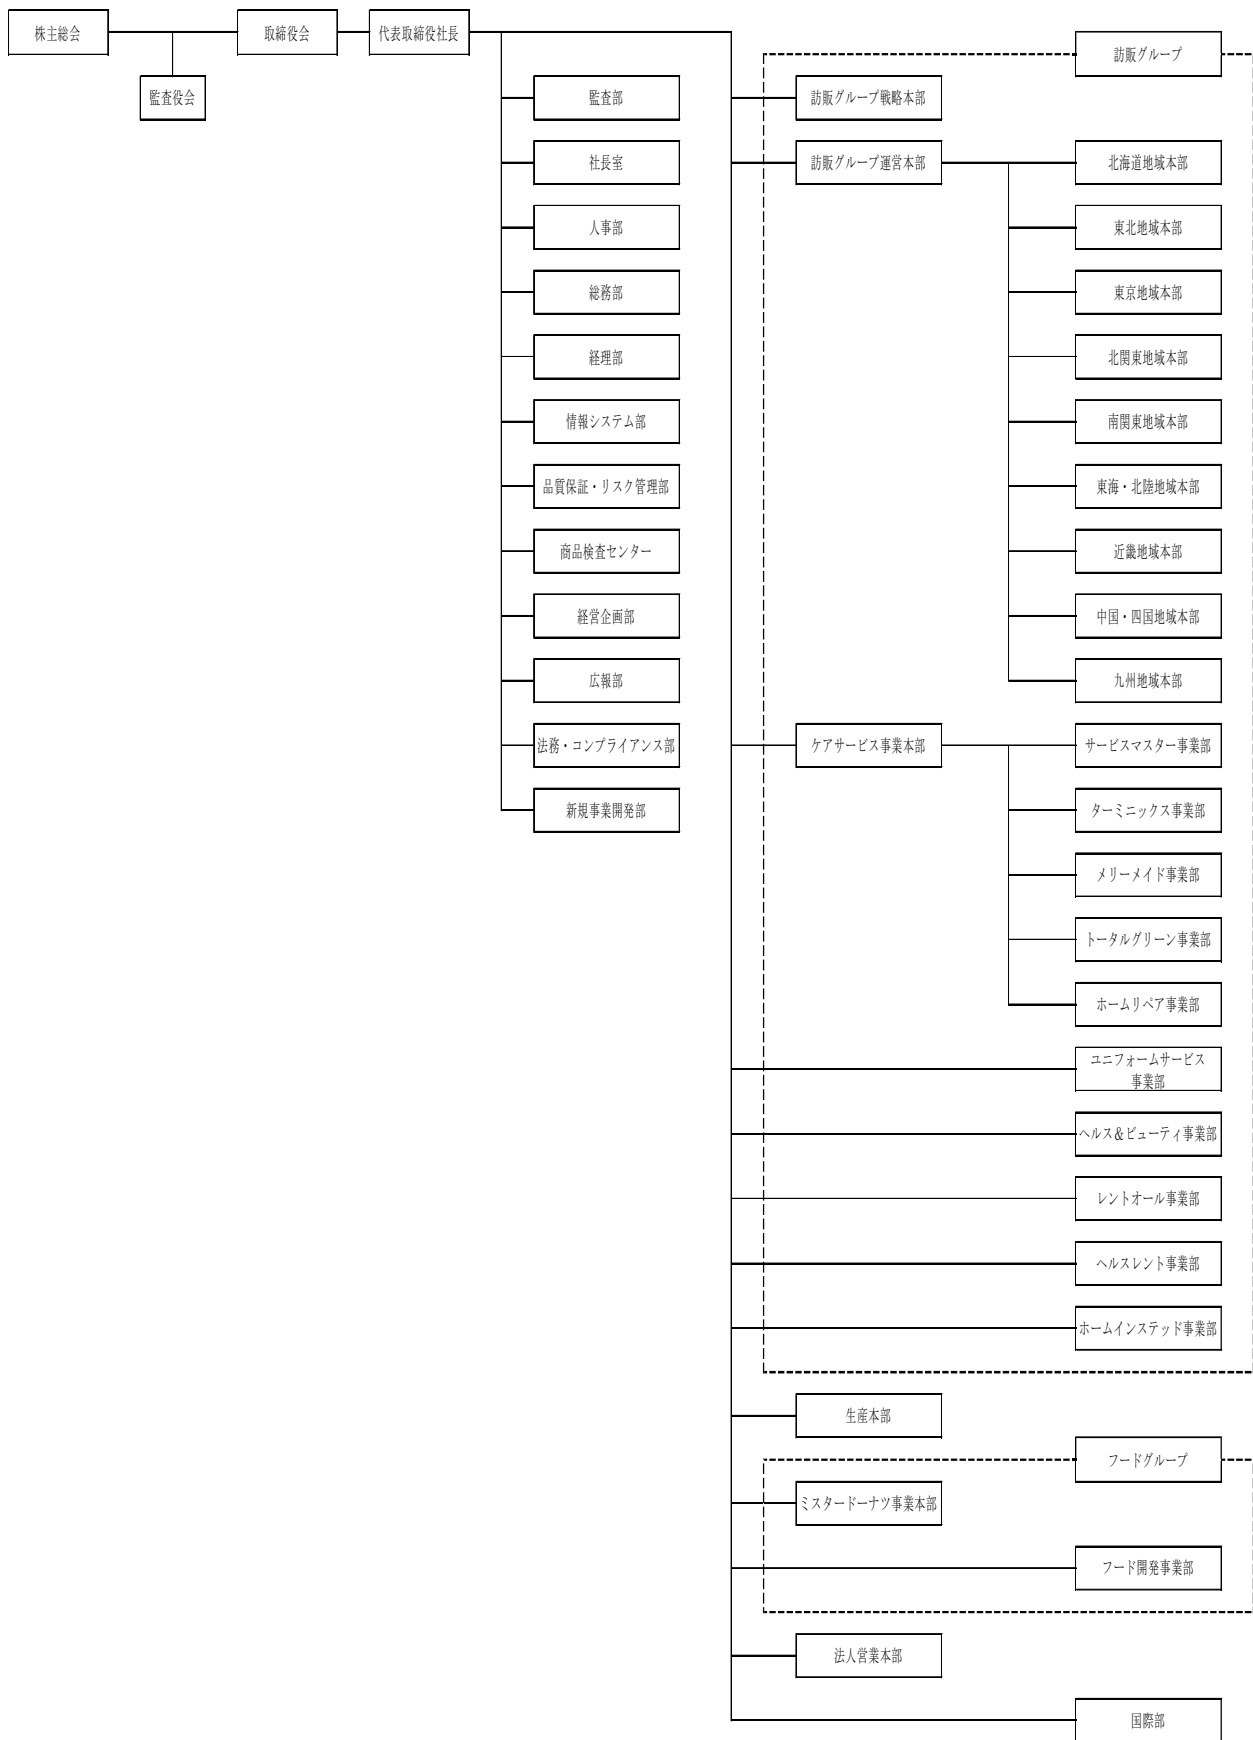 株主総会
取締役会
代表取締役社長
監査役会
監査部
社長室
人事部
総務部
経理部
情報システム部
品質保証・リスク管理部
商品検査センター
経営企画部
広報部
法務・コンプライアンス部
新規事業開発部
訪販グループ
訪販グループ戦略本部
訪販グループ運営本部
北海道地域本部
東北地域本部
東京地域本部
北関東地域本部
南関東地域本部
東海・北陸地域本部
近畿地域本部
中国・四国地域本部
九州地域本部
ケアサービス事業本部
サービスマスター事業部
ターミニックス事業部
メリーメイド事業部
トータルグリーン事業部
ホームリペア事業部
ユニフォームサービス
事業部
ヘルス＆ビューティ事業部
レントオール事業部
ヘルスレント事業部
ホームインステッド事業部
生産本部
フードグループ
ミスタードーナツ事業本部
フード開発事業部
法人営業本部
国際部